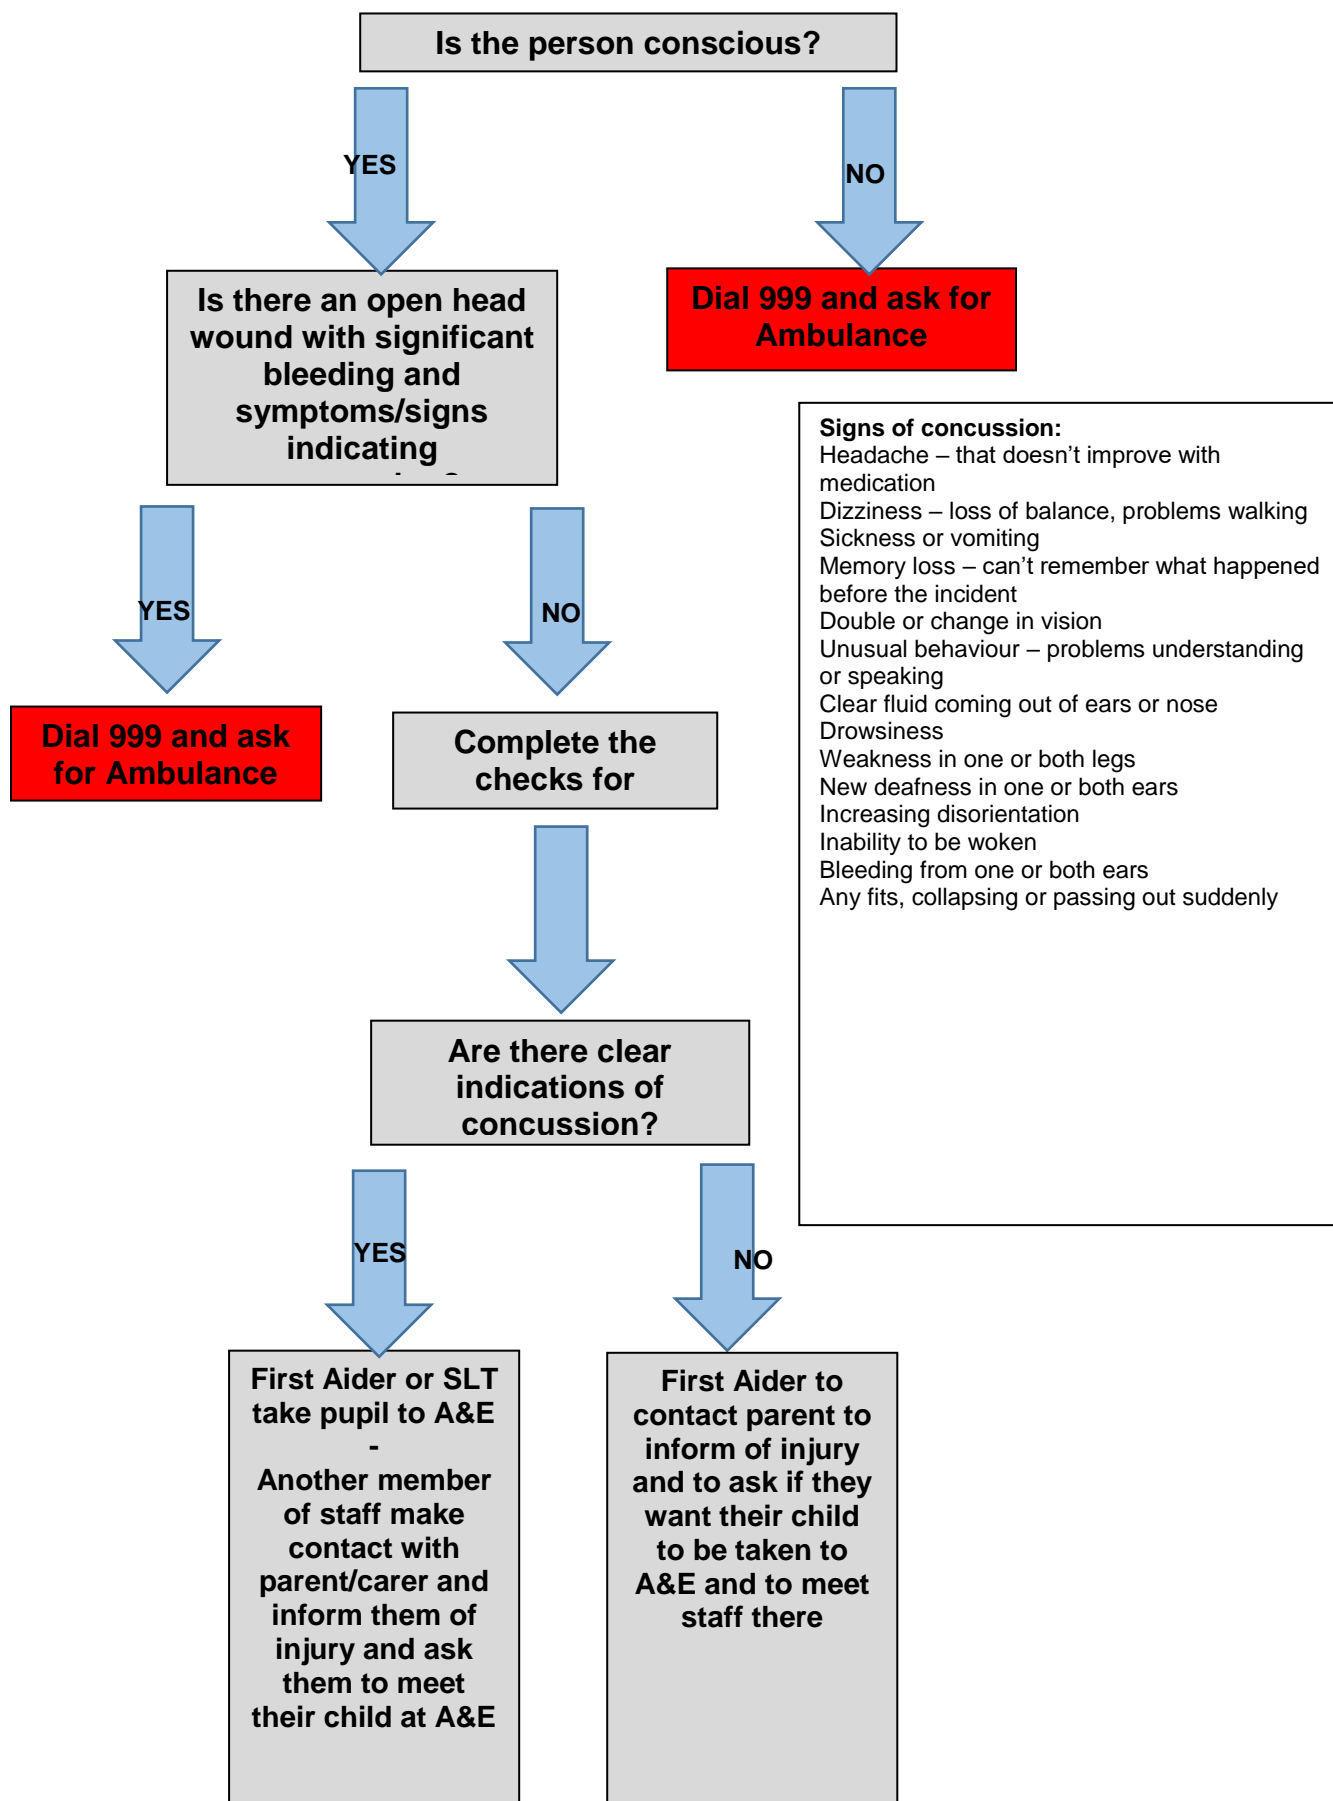 Is the person conscious?
YES
NO
Is there an open head
wound with significant
bleeding and
symptoms/signs
indicating
Dial 999 and ask for
Ambulance
Signs of concussion:
Headache – that doesn’t improve with
medication
Dizziness – loss of balance, problems walking
Sickness or vomiting
Memory loss – can’t remember what happened
before the incident
Double or change in vision
Unusual behaviour – problems understanding
or speaking
Clear fluid coming out of ears or nose
Drowsiness
Weakness in one or both legs
New deafness in one or both ears
Increasing disorientation
Inability to be woken
Bleeding from one or both ears
Any fits, collapsing or passing out suddenly
YES
NO
Dial 999 and ask
for Ambulance
Complete the
checks for
Are there clear
indications of
concussion?
YES
NO
First Aider or SLT
take pupil to A&E
-
Another member
of staff make
contact with
parent/carer and
inform them of
injury and ask
them to meet
their child at A&E
First Aider to
contact parent to
inform of injury
and to ask if they
want their child
to be taken to
A&E and to meet
staff there